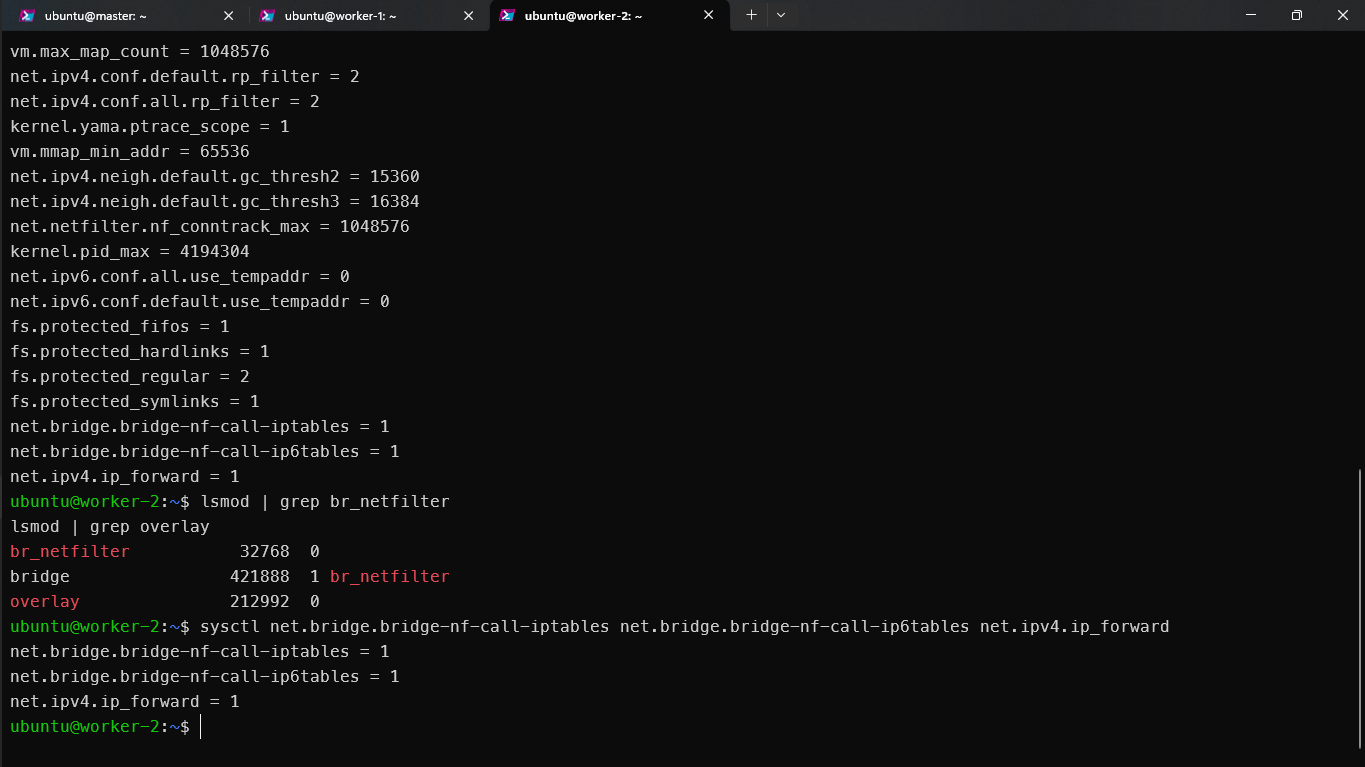 ubuntu@master: ~
ubuntu@worker-1: ~
ubuntu@worker-2: ~
vm.max_map_count = 1048576
net.ipv4.conf.default.rp_filter = 2
net.ipv4.conf.all.rp_filter = 2
kernel.yama.ptrace_scope = 1
vm.mmap_min_addr = 65536
net.ipv4.neigh.default.gc_thresh2 = 15360
net.ipv4.neigh.default.gc_thresh3 = 16384
net.netfilter.nf_conntrack_max = 1048576
kernel.pid_max = 4194304
net.ipv6.conf.all.use_tempaddr = 0
net.ipv6.conf.default.use_tempaddr = 0
fs.protected_fifos = 1
fs.protected_hardlinks = 1
fs.protected_regular = 2
fs.protected_symlinks = 1
net.bridge.bridge-nf-call-iptables = 1
net.bridge.bridge-nf-call-ip6tables = 1
net.ipv4.ip_forward = 1
ubuntu@worker-2:~$ lsmod | grep br_netfilter
lsmod | grep overlay
br_netfilter           32768  0
bridge                421888  1 br_netfilter
overlay               212992  0
ubuntu@worker-2:~$ sysctl net.bridge.bridge-nf-call-iptables net.bridge.bridge-nf-call-ip6tables net.ipv4.ip_forward
net.bridge.bridge-nf-call-iptables = 1
net.bridge.bridge-nf-call-ip6tables = 1
net.ipv4.ip_forward = 1
ubuntu@worker-2:~$